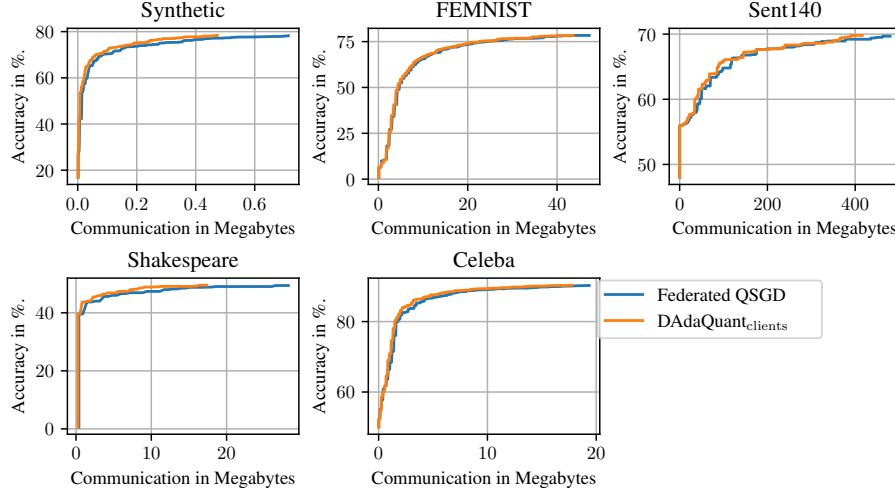 Synthetic
FEMNIST
Sent140
Accuracy in %.
80
60
40
20
0.0
0.2
0.4
0.6
Communication in Megabytes
Accuracy in %.
75
50
25
0
0
20
40
Communication in Megabytes
Accuracy in %.
70
60
50
0
200
400
Communication in Megabytes
Shakespeare
Celeba
Accuracy in %.
40
20
0
0
10
20
Communication in Megabytes
Accuracy in %.
80
60
0
10
20
Communication in Megabytes
Federated QSGD
DAdaQuantclients